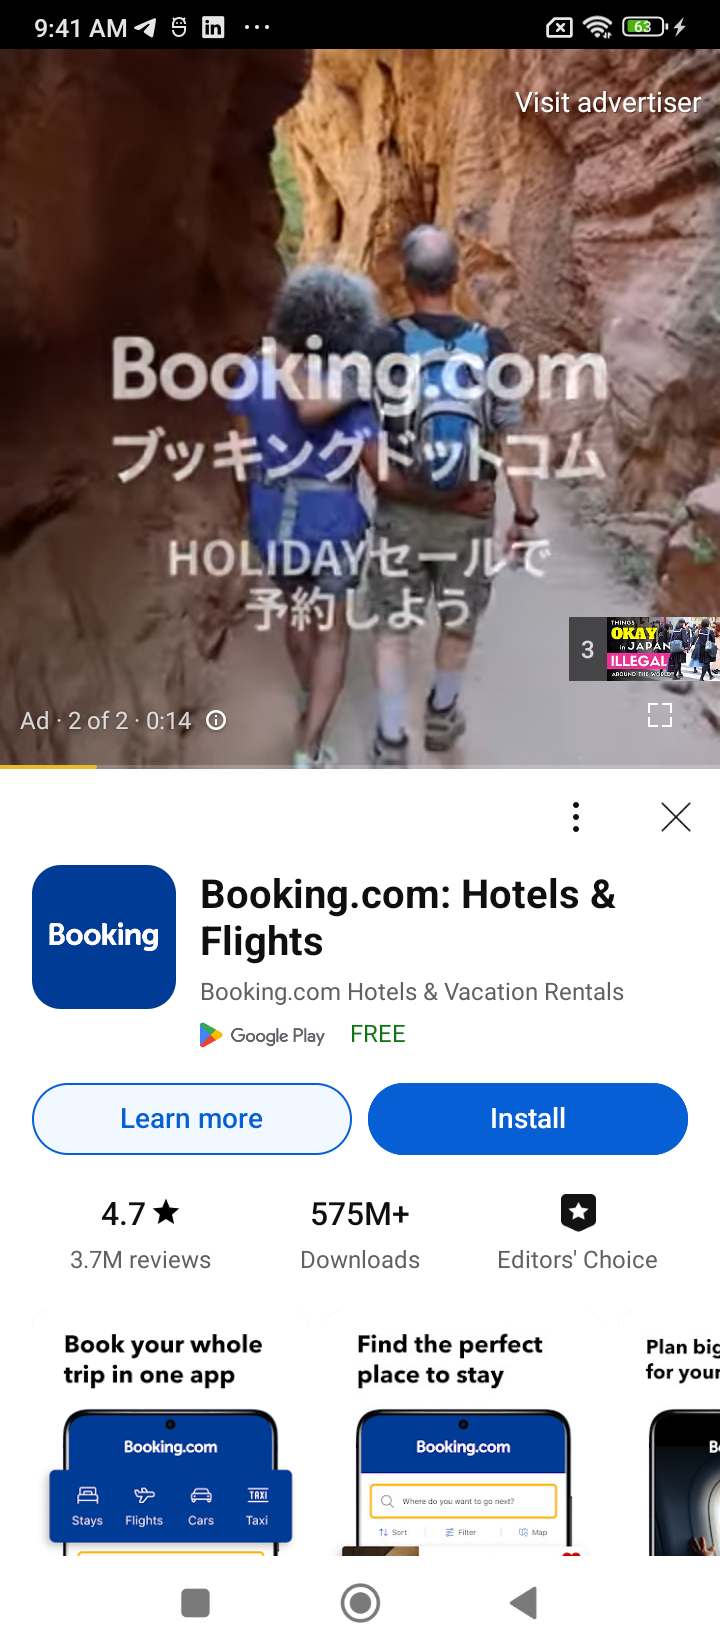 9:41 AM
63
Visit advertiser
Booking.com
ブッキングドットコム
HOLIDAYセールで
予約しよう
3
THINGS
OKAY
in JAPAN
ILLEGAL
AROUND THE WORLD
Ad · 2 of 2 · 0:14
Booking
Booking.com: Hotels &
Flights
Booking.com Hotels & Vacation Rentals
Google Play FREE
Learn more
Install
4.7★ 575M+
3.7M reviews Downloads Editors' Choice
Book your whole
trip in one app
Booking.com
Stays Flights Cars Taxi
TAXI
Find the perfect
place to stay
Booking.com
Where do you want to go next?
Sort Filter Map
Plan big
for your
B